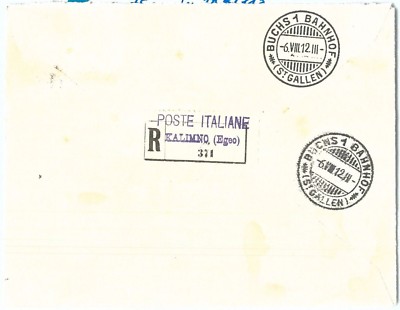 BUCHS 1 BAHNHOF
-6.VIII.12.III-
(ST GALLEN)
POSTE ITALIANE
R KALIMNO, (Egeo)
371
BUCHS 1 BAHNHOF
-6.VIII.12.III-
(ST GALLEN)